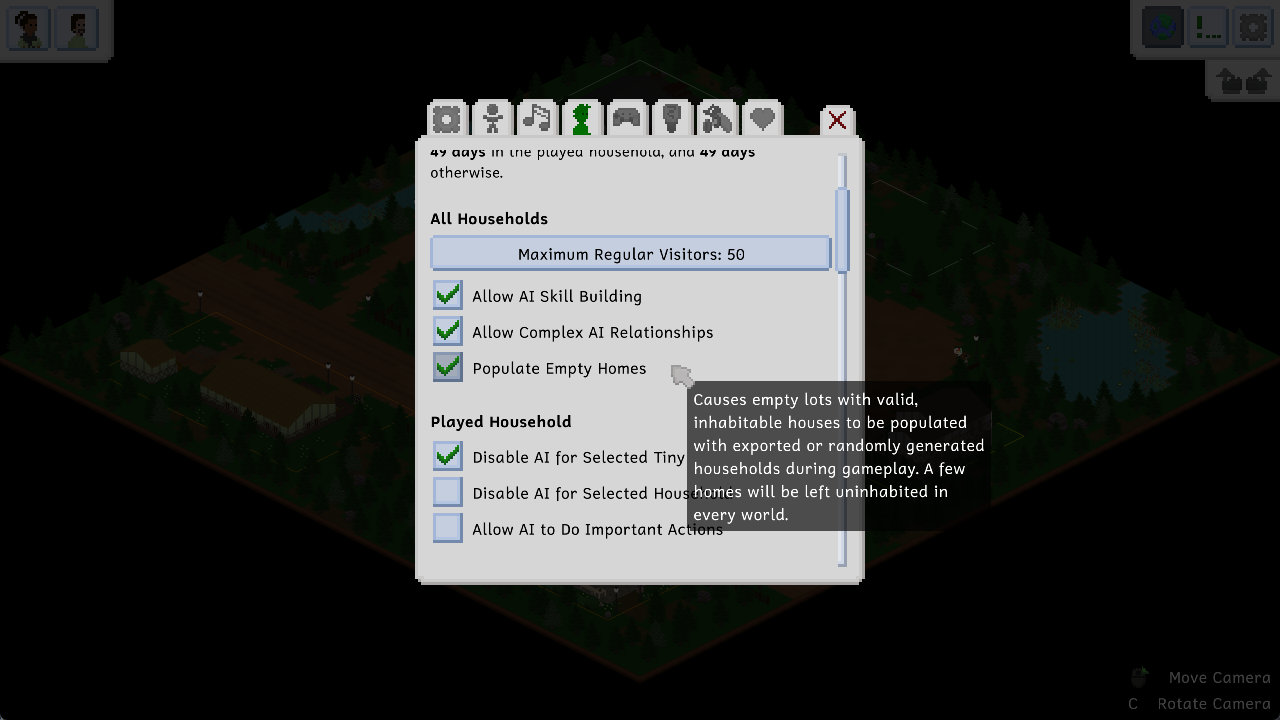 49 days in the played household, and 49 days
otherwise.
All Households
Maximum Regular Visitors: 50
Allow AI Skill Building
Allow Complex AI Relationships
Populate Empty Homes
Causes empty lots with valid,
inhabitable houses to be populated
with exported or randomly generated
households during gameplay. A few
homes will be left uninhabited in
every world.
Played Household
Disable AI for Selected Tiny
Disable AI for Selected Household
Allow AI to Do Important Actions
Move Camera
C Rotate Camera